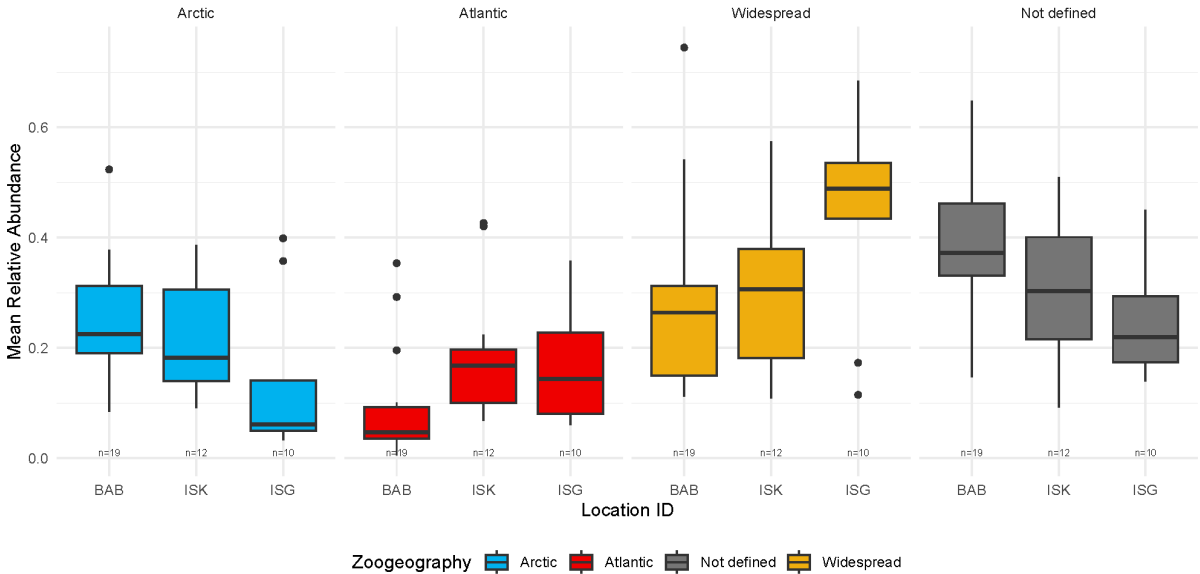 Arctic Atlantic Widespread Not defined
Mean Relative Abundance
0.6
0.4
0.2
0.0
n=19 n=12 n=10 n=19 n=12 n=10 n=19 n=12 n=10 n=19 n=12 n=10
BAB ISK ISG BAB ISK ISG BAB ISK ISG BAB ISK ISG
Location ID
Zoogeography Arctic Atlantic Not defined Widespread